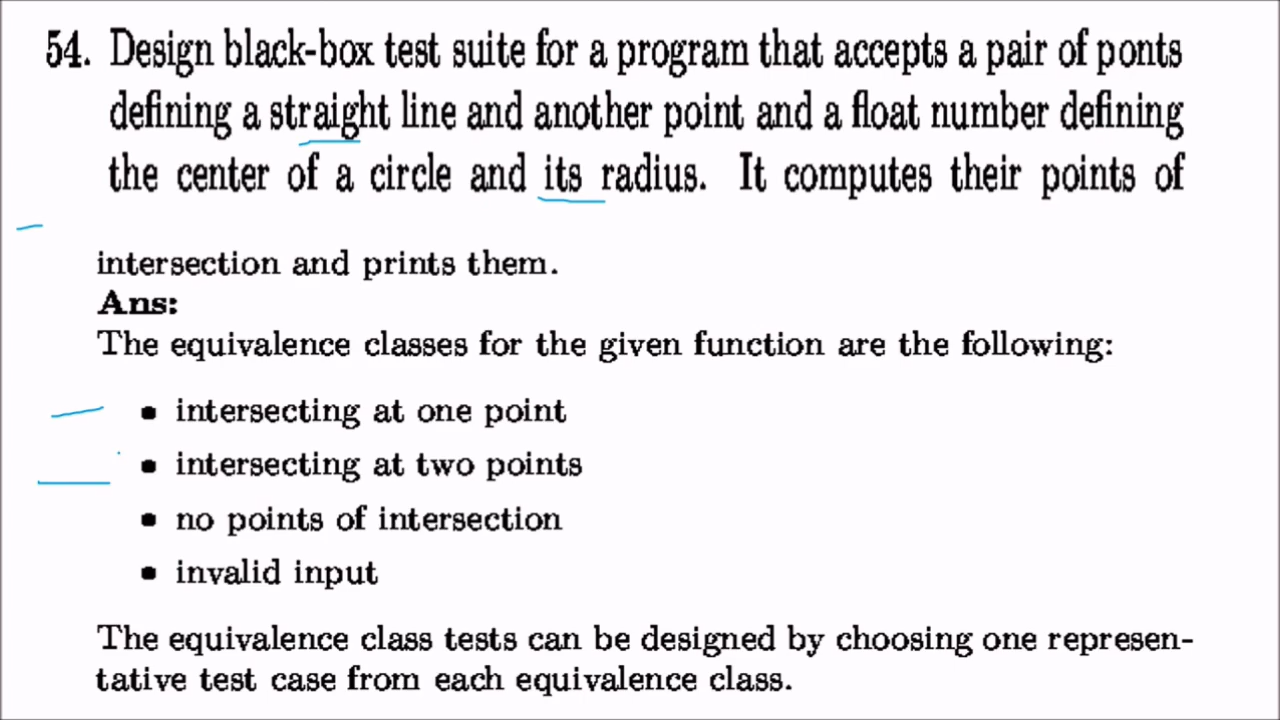 54. Design black-box test suite for a program that accepts a pair of ponts
defining a straight line and another point and a float number defining
the center of a circle and its radius. It computes their points of
intersection and prints them.
Ans:
The equivalence classes for the given function are the following:
• intersecting at one point
• intersecting at two points
• no points of intersection
• invalid input
The equivalence class tests can be designed by choosing one represen-
tative test case from each equivalence class.